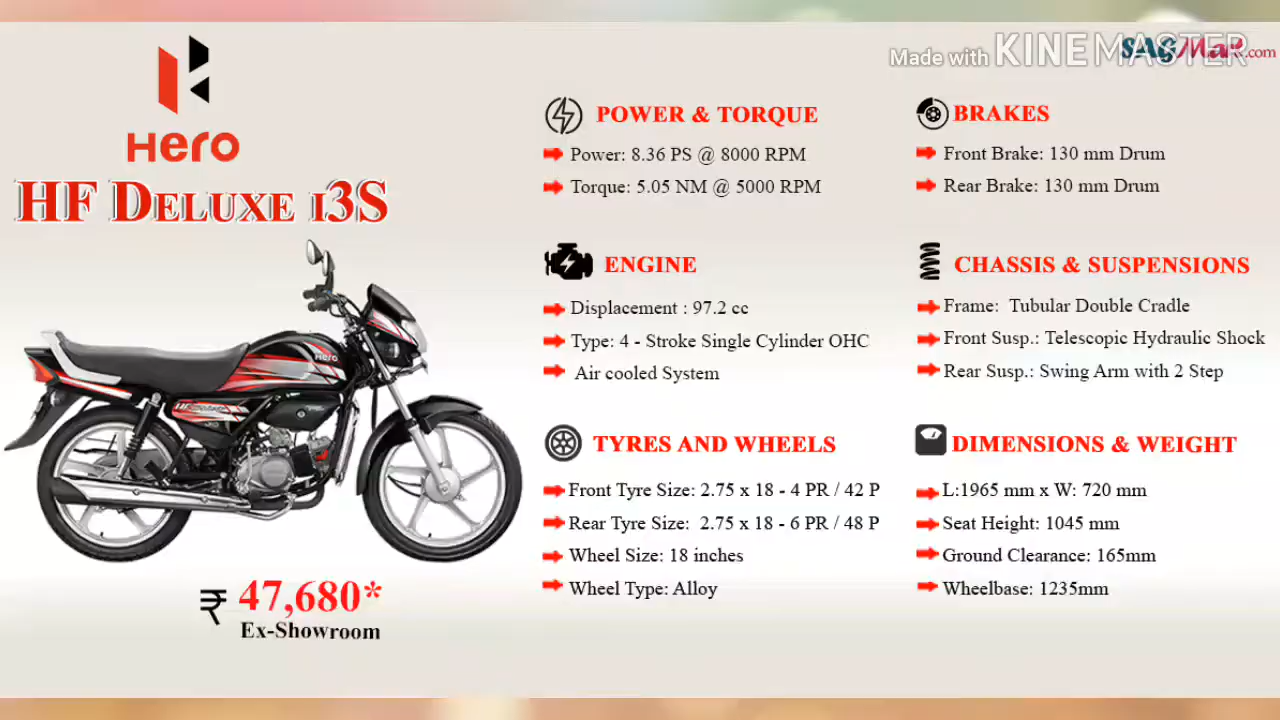 Made with KINEMASTER
SAGMart.com
Hero
HF DELUXE i3S
POWER & TORQUE
Power: 8.36 PS @ 8000 RPM
Torque: 5.05 NM @ 5000 RPM
BRAKES
Front Brake: 130 mm Drum
Rear Brake: 130 mm Drum
ENGINE
Displacement : 97.2 cc
Type: 4 - Stroke Single Cylinder OHC
Air cooled System
CHASSIS & SUSPENSIONS
Frame: Tubular Double Cradle
Front Susp.: Telescopic Hydraulic Shock
Rear Susp.: Swing Arm with 2 Step
Hero
TYRES AND WHEELS
Front Tyre Size: 2.75 x 18 - 4 PR / 42 P
Rear Tyre Size: 2.75 x 18 - 6 PR / 48 P
Wheel Size: 18 inches
Wheel Type: Alloy
DIMENSIONS & WEIGHT
L:1965 mm x W: 720 mm
Seat Height: 1045 mm
Ground Clearance: 165mm
Wheelbase: 1235mm
₹ 47,680*
Ex-Showroom